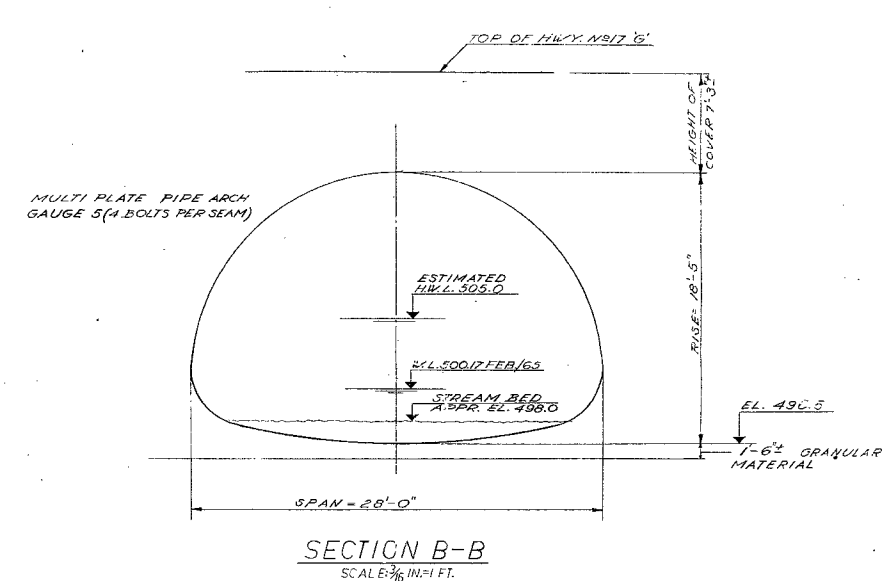 TOP OF HWY. No17 'G'
HEIGHT OF
COVER 7'-3"±
MULTI PLATE PIPE ARCH
GAUGE 5 (4 BOLTS PER SEAM)
ESTIMATED
H.W.L. 505.0
RISE = 18'-5"
W.L. 500.17 FEB/65
STREAM BED
APPR. EL. 498.0
EL. 496.5
1'-6"± GRANULAR
MATERIAL
SPAN = 28'-0"
SECTION B-B
SCALE: 3/16 IN.=1 FT.